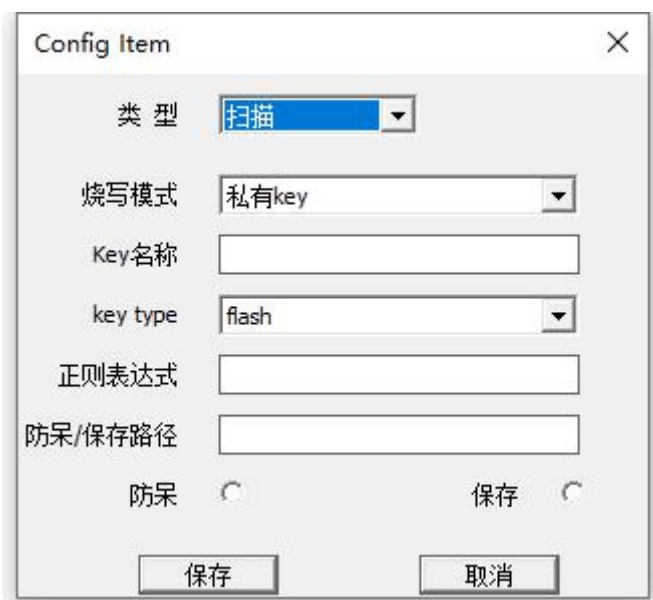 Config Item
类 型 扫描
烧写模式 私有key
Key名称
key type flash
正则表达式
防呆/保存路径
防呆 保存
保存 取消